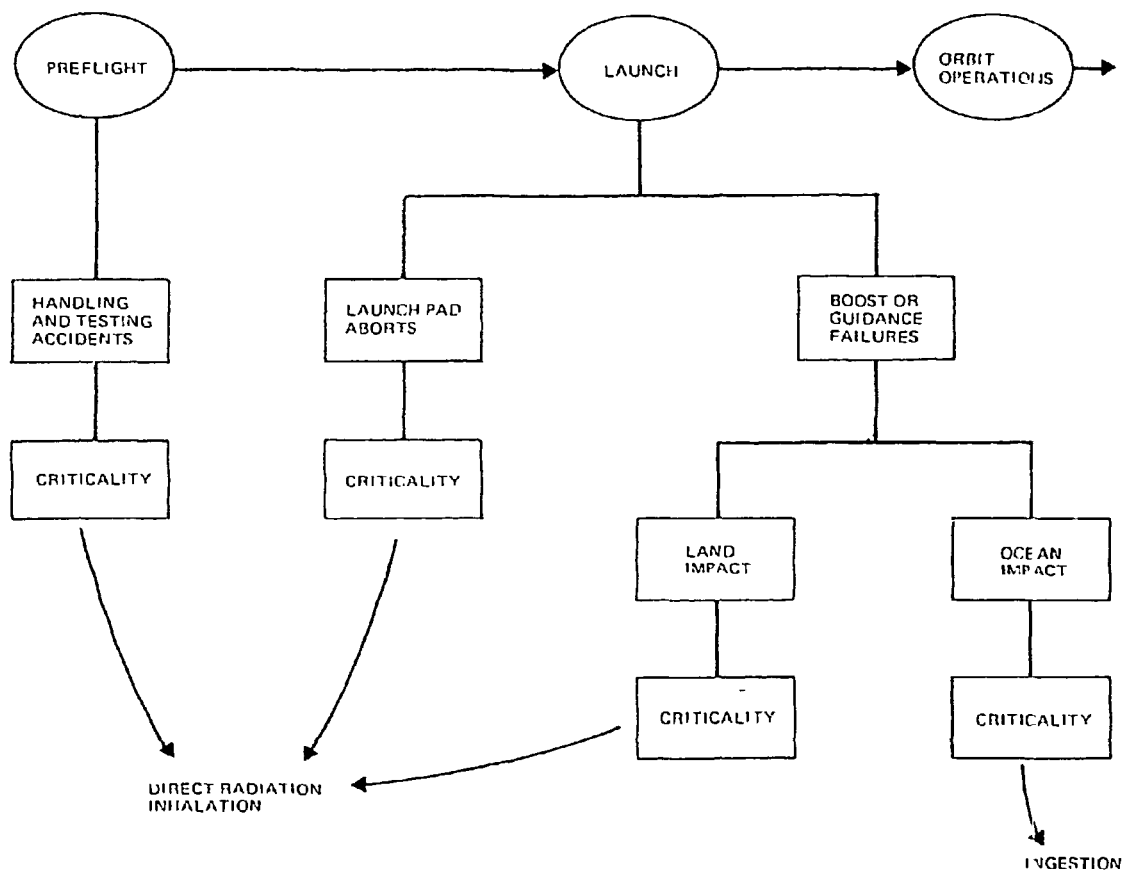 PREFLIGHT
LAUNCH
ORBIT
OPERATIONS
HANDLING
AND TESTING
ACCIDENTS
LAUNCH PAD
ABORTS
BOOST OR
GUIDANCE
FAILURES
CRITICALITY
CRITICALITY
LAND
IMPACT
OCEAN
IMPACT
CRITICALITY
CRITICALITY
DIRECT RADIATION
INHALATION
INGESTION